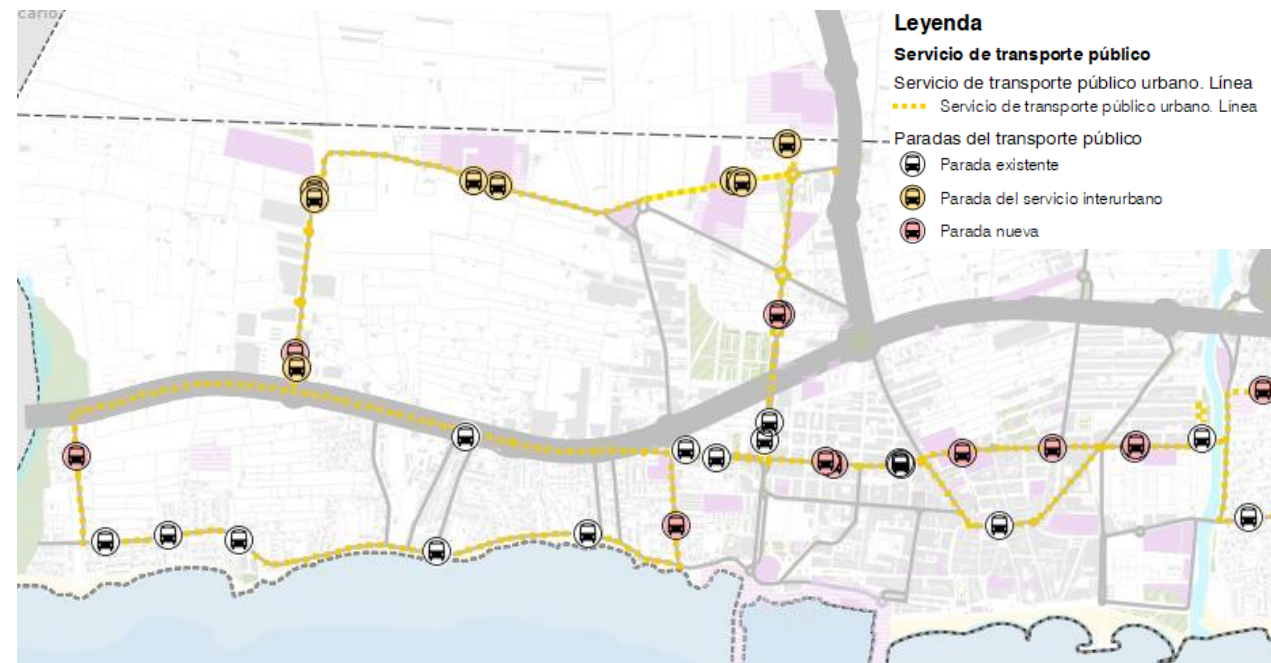 Leyenda
Servicio de transporte público
Servicio de transporte público urbano. Línea
Servicio de transporte público urbano. Línea
Paradas del transporte público
Parada existente
Parada del servicio interurbano
Parada nueva